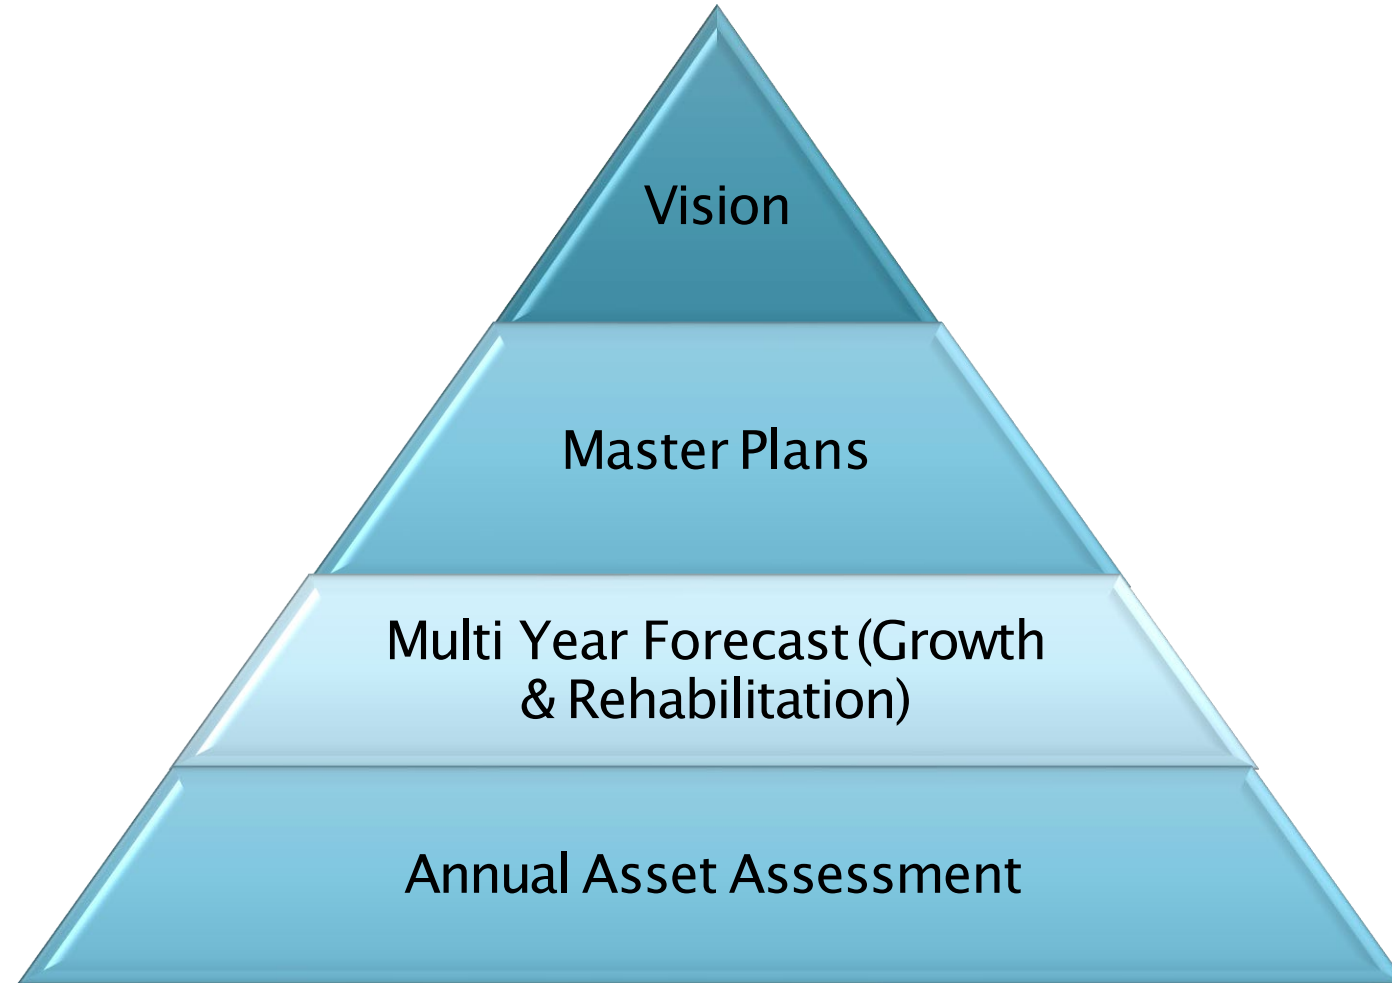 Vision
Master Plans
Multi Year Forecast (Growth
& Rehabilitation)
Annual Asset Assessment